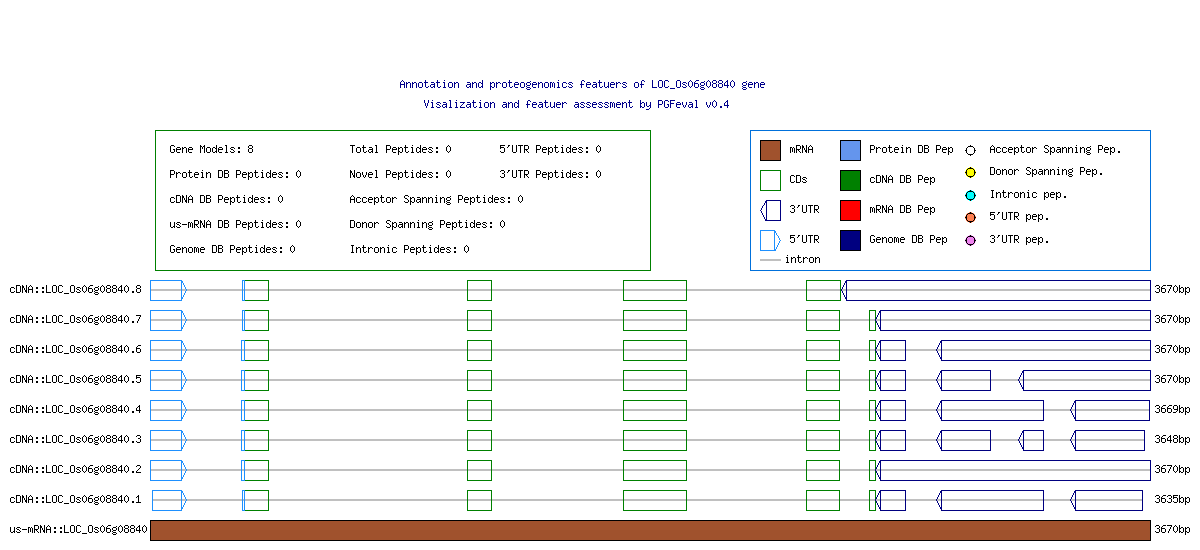 Annotation and proteogenomics featuers of LOC_Os06g08840 gene
Visalization and featuer assessment by PGFeval v0.4
Gene Models: 8 Total Peptides: 0 5'UTR Peptides: 0
Protein DB Peptides: 0 Novel Peptides: 0 3'UTR Peptides: 0
cDNA DB Peptides: 0 Acceptor Spanning Peptides: 0
us-mRNA DB Peptides: 0 Donor Spanning Peptides: 0
Genome DB Peptides: 0 Intronic Peptides: 0
mRNA Protein DB Pep Acceptor Spanning Pep.
CDs cDNA DB Pep Donor Spanning Pep.
3'UTR mRNA DB Pep Intronic pep.
5'UTR Genome DB Pep 5'UTR pep.
intron 3'UTR pep.
cDNA::LOC_Os06g08840.8 3670bp
cDNA::LOC_Os06g08840.7 3670bp
cDNA::LOC_Os06g08840.6 3670bp
cDNA::LOC_Os06g08840.5 3670bp
cDNA::LOC_Os06g08840.4 3669bp
cDNA::LOC_Os06g08840.3 3648bp
cDNA::LOC_Os06g08840.2 3670bp
cDNA::LOC_Os06g08840.1 3635bp
us-mRNA::LOC_Os06g08840 3670bp